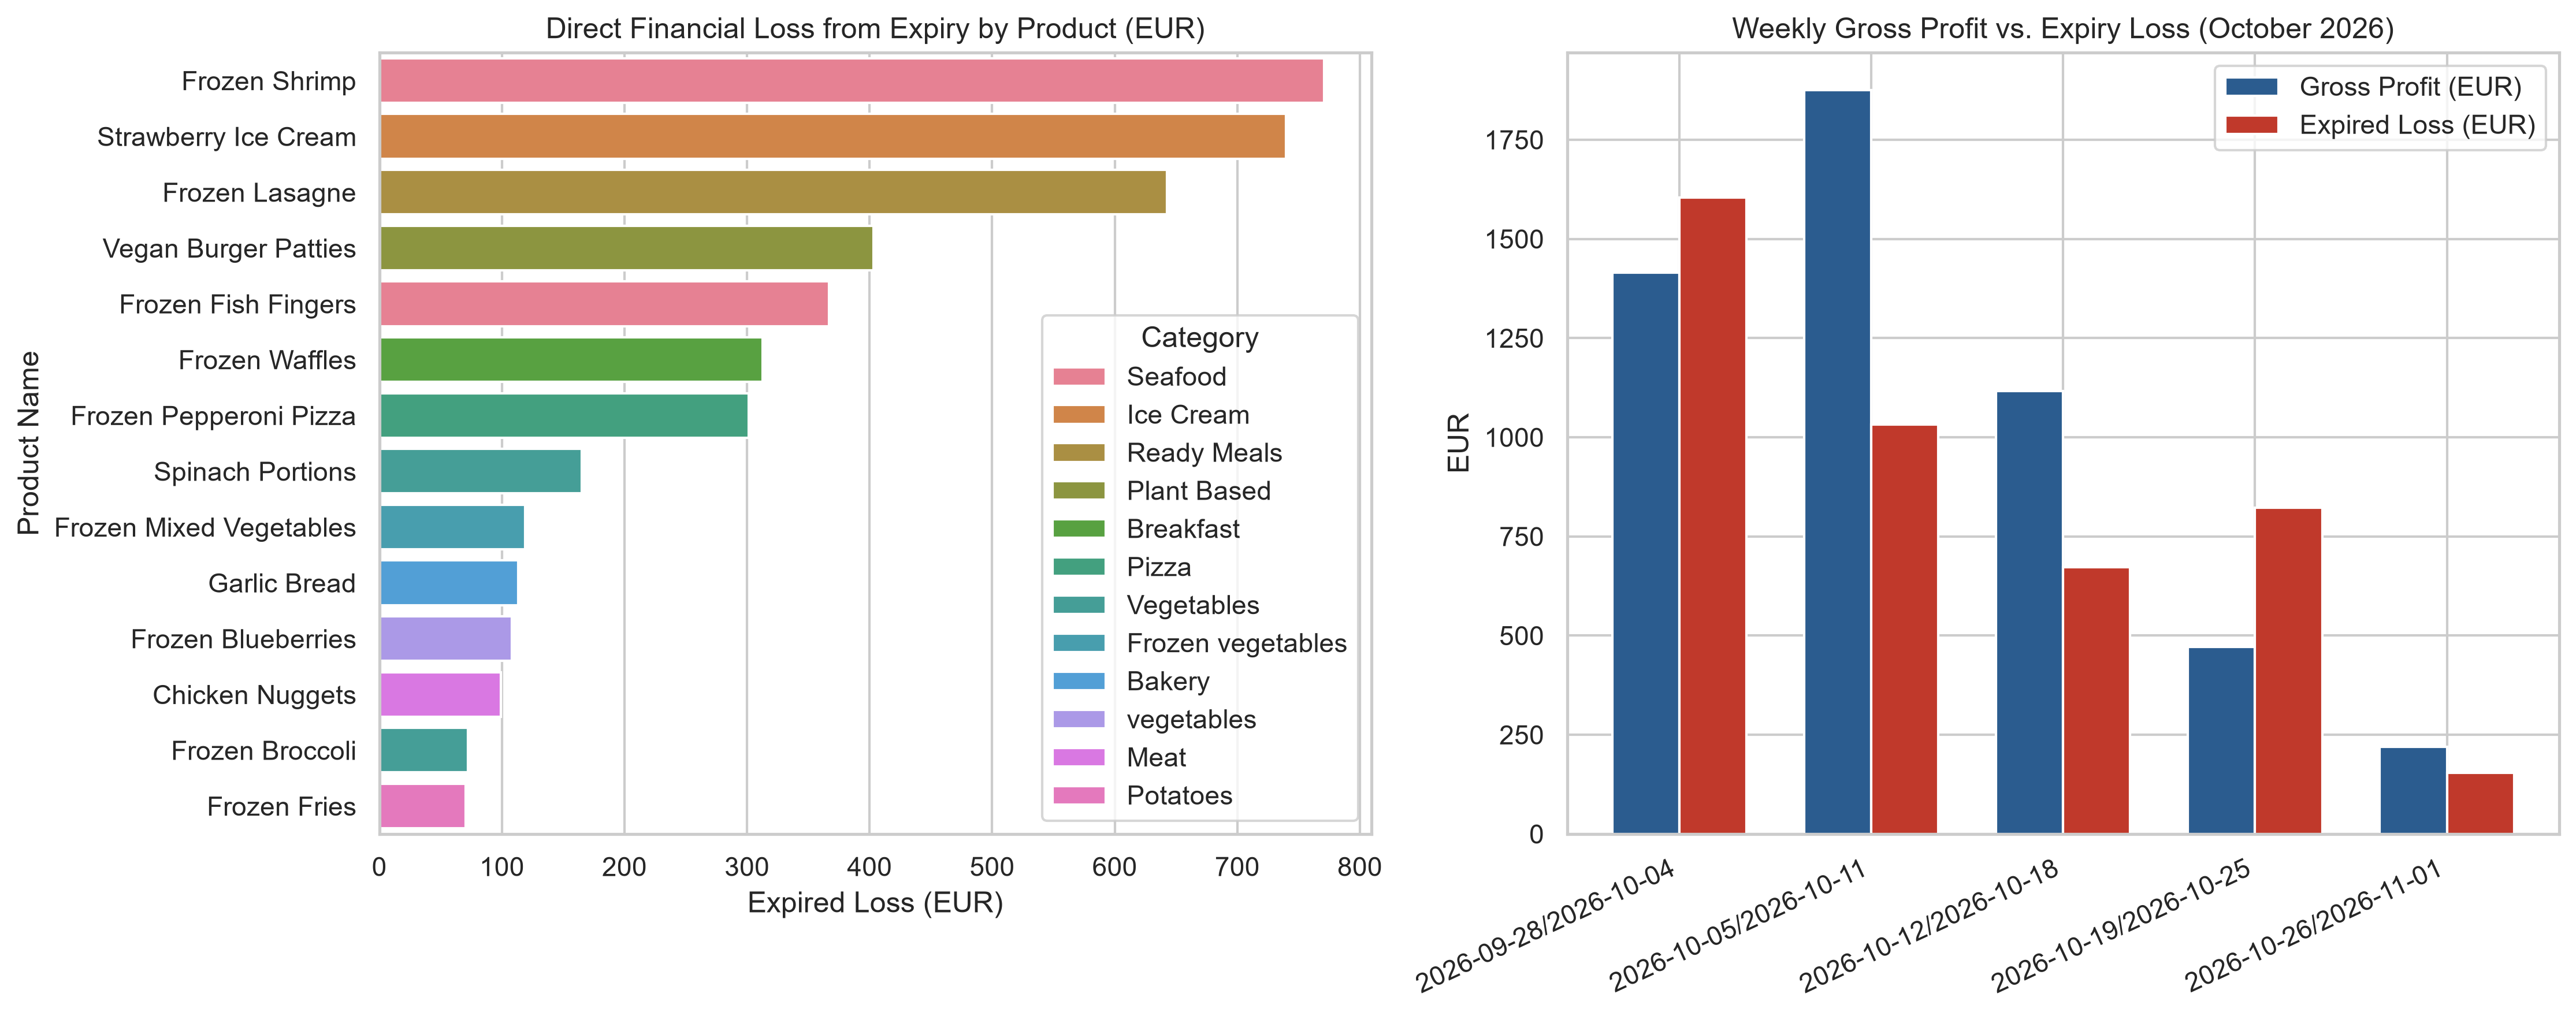 Direct Financial Loss from Expiry by Product (EUR)
Product Name
Frozen Shrimp
Strawberry Ice Cream
Frozen Lasagne
Vegan Burger Patties
Frozen Fish Fingers
Frozen Waffles
Frozen Pepperoni Pizza
Spinach Portions
Frozen Mixed Vegetables
Garlic Bread
Frozen Blueberries
Chicken Nuggets
Frozen Broccoli
Frozen Fries
Category
Seafood
Ice Cream
Ready Meals
Plant Based
Breakfast
Pizza
Vegetables
Frozen vegetables
Bakery
vegetables
Meat
Potatoes
0 100 200 300 400 500 600 700 800
Expired Loss (EUR)
Weekly Gross Profit vs. Expiry Loss (October 2026)
Gross Profit (EUR)
Expired Loss (EUR)
EUR
1750
1500
1250
1000
750
500
250
0
2026-09-28/2026-10-04
2026-10-05/2026-10-11
2026-10-12/2026-10-18
2026-10-19/2026-10-25
2026-10-26/2026-11-01